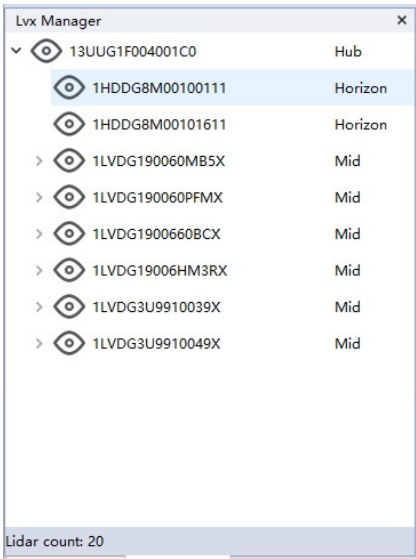 Lvx Manager
13UUG1F004001C0 Hub
1HDDG8M00100111 Horizon
1HDDG8M00101611 Horizon
1LVDG190060MB5X Mid
1LVDG190060PFMX Mid
1LVDG1900660BCX Mid
1LVDG19006HM3RX Mid
1LVDG3U9910039X Mid
1LVDG3U9910049X Mid
Lidar count: 20